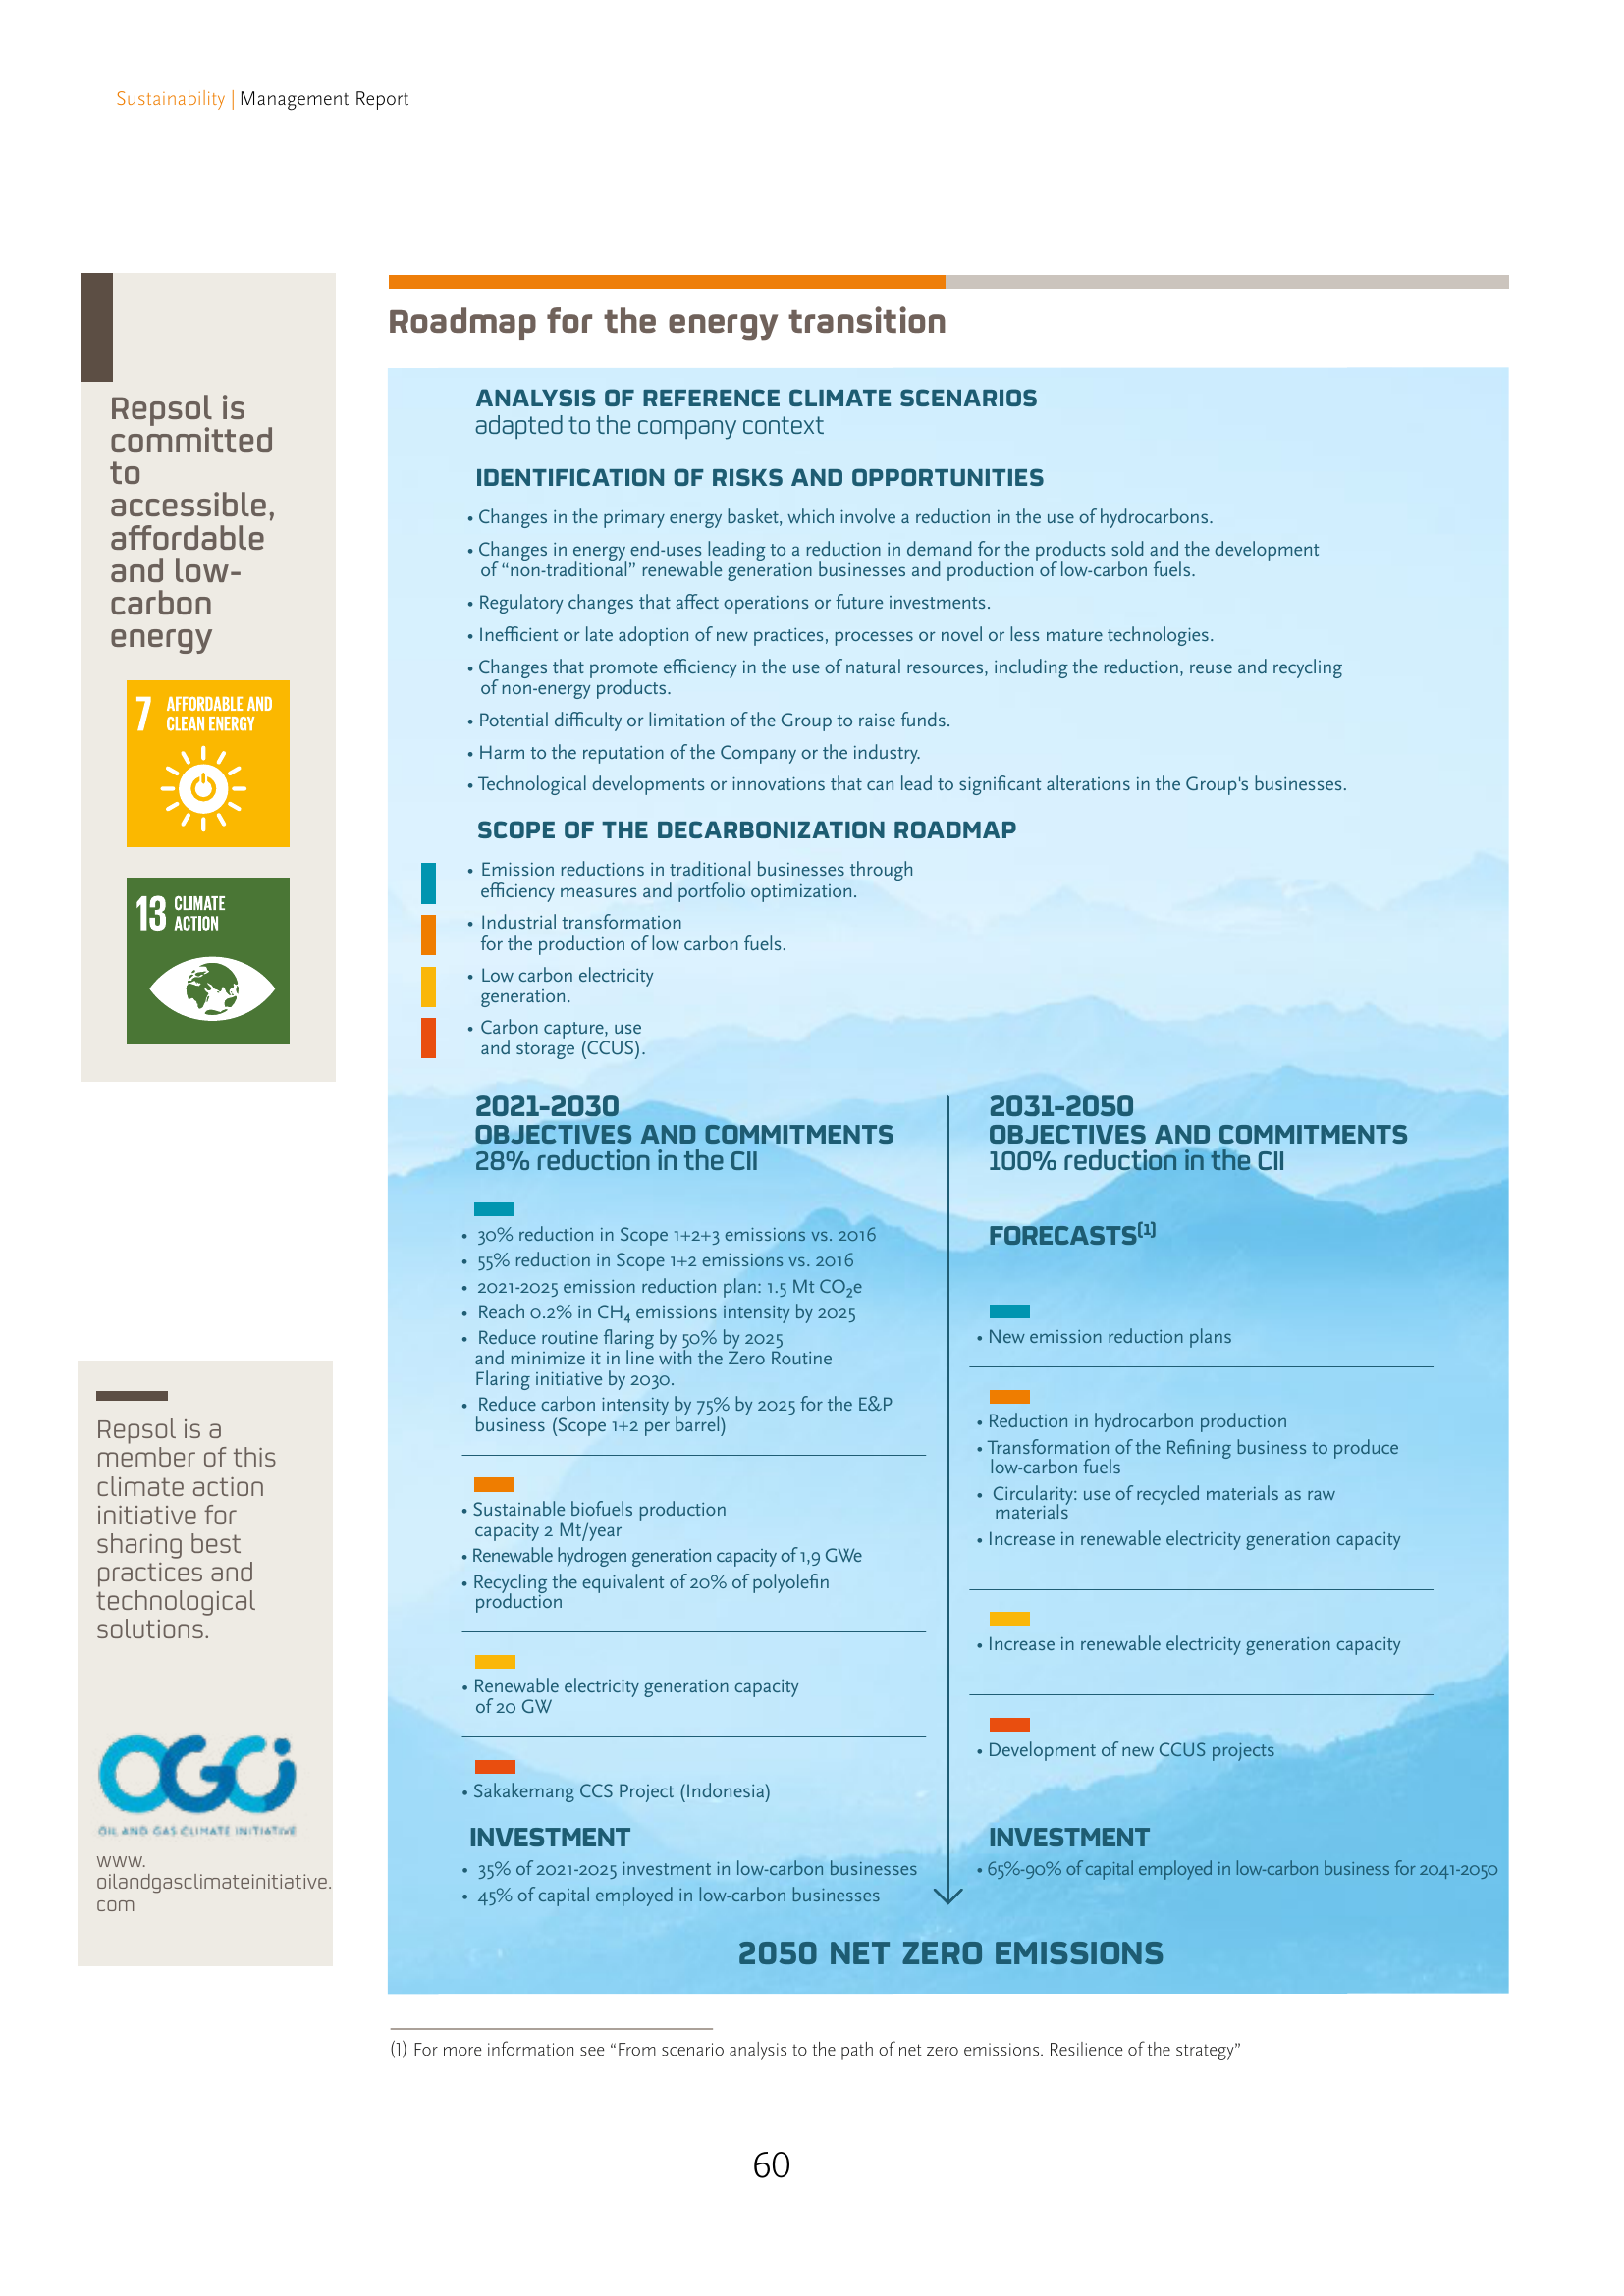 Sustainability | Management Report
Repsol is
committed
to
accessible,
affordable
and low-
carbon
energy
7 AFFORDABLE AND
CLEAN ENERGY
13 CLIMATE
ACTION
Repsol is a
member of this
climate action
initiative for
sharing best
practices and
technological
solutions.
OGCi
OIL AND GAS CLIMATE INITIATIVE
www.
oilandgasclimateinitiative.
com
Roadmap for the energy transition
ANALYSIS OF REFERENCE CLIMATE SCENARIOS
adapted to the company context
IDENTIFICATION OF RISKS AND OPPORTUNITIES
• Changes in the primary energy basket, which involve a reduction in the use of hydrocarbons.
• Changes in energy end-uses leading to a reduction in demand for the products sold and the development
of “non-traditional” renewable generation businesses and production of low-carbon fuels.
• Regulatory changes that affect operations or future investments.
• Inefficient or late adoption of new practices, processes or novel or less mature technologies.
• Changes that promote efficiency in the use of natural resources, including the reduction, reuse and recycling
of non-energy products.
• Potential difficulty or limitation of the Group to raise funds.
• Harm to the reputation of the Company or the industry.
• Technological developments or innovations that can lead to significant alterations in the Group's businesses.
SCOPE OF THE DECARBONIZATION ROADMAP
• Emission reductions in traditional businesses through
efficiency measures and portfolio optimization.
• Industrial transformation
for the production of low carbon fuels.
• Low carbon electricity
generation.
• Carbon capture, use
and storage (CCUS).
2021-2030
OBJECTIVES AND COMMITMENTS
28% reduction in the CII
• 30% reduction in Scope 1+2+3 emissions vs. 2016
• 55% reduction in Scope 1+2 emissions vs. 2016
• 2021-2025 emission reduction plan: 1.5 Mt CO₂e
• Reach 0.2% in CH₄ emissions intensity by 2025
• Reduce routine flaring by 50% by 2025
and minimize it in line with the Zero Routine
Flaring initiative by 2030.
• Reduce carbon intensity by 75% by 2025 for the E&P
business (Scope 1+2 per barrel)
• Sustainable biofuels production
capacity 2 Mt/year
• Renewable hydrogen generation capacity of 1,9 GWe
• Recycling the equivalent of 20% of polyolefin
production
• Renewable electricity generation capacity
of 20 GW
• Sakakemang CCS Project (Indonesia)
INVESTMENT
• 35% of 2021-2025 investment in low-carbon businesses
• 45% of capital employed in low-carbon businesses
2031-2050
OBJECTIVES AND COMMITMENTS
100% reduction in the CII
FORECASTS(1)
• New emission reduction plans
• Reduction in hydrocarbon production
• Transformation of the Refining business to produce
low-carbon fuels
• Circularity: use of recycled materials as raw
materials
• Increase in renewable electricity generation capacity
• Increase in renewable electricity generation capacity
• Development of new CCUS projects
INVESTMENT
• 65%-90% of capital employed in low-carbon business for 2041-2050
2050 NET ZERO EMISSIONS
(1) For more information see “From scenario analysis to the path of net zero emissions. Resilience of the strategy”
60